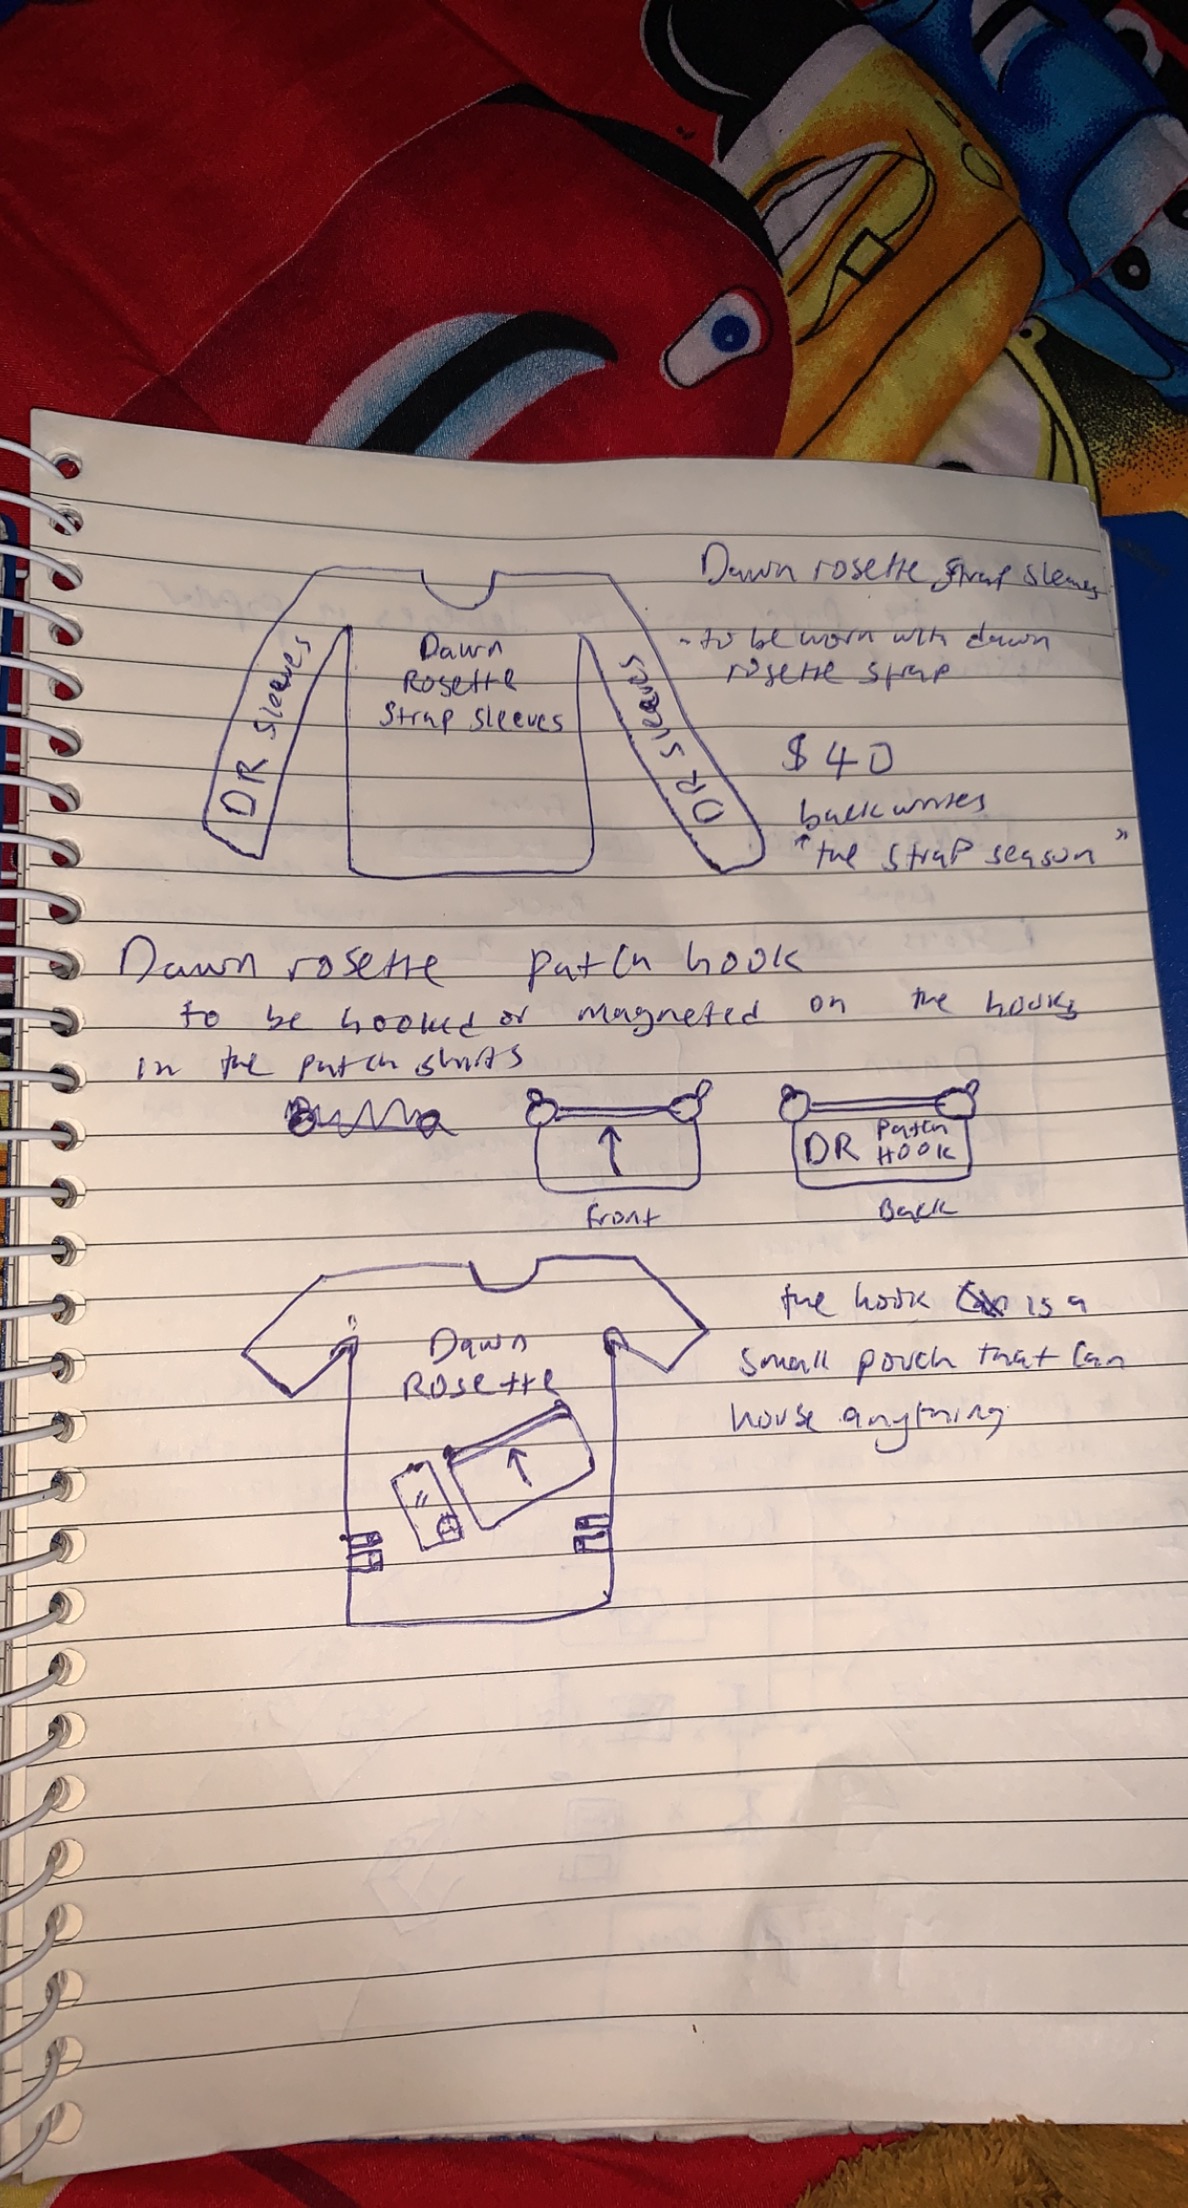 Dawn rosette strap sleeves
- to be worn with dawn
rosette strap
$40
back writes
"the strap season"
Dawn
Rosette
Strap sleeves
DR sleeves
DR sleeves
Dawn rosette patch hook
to be hooked or magneted on the hooks
in the patch shirts
front
DR Patch
HOOK
Back
Dawn
Rosette
the hook is a
small pouch that can
house anything